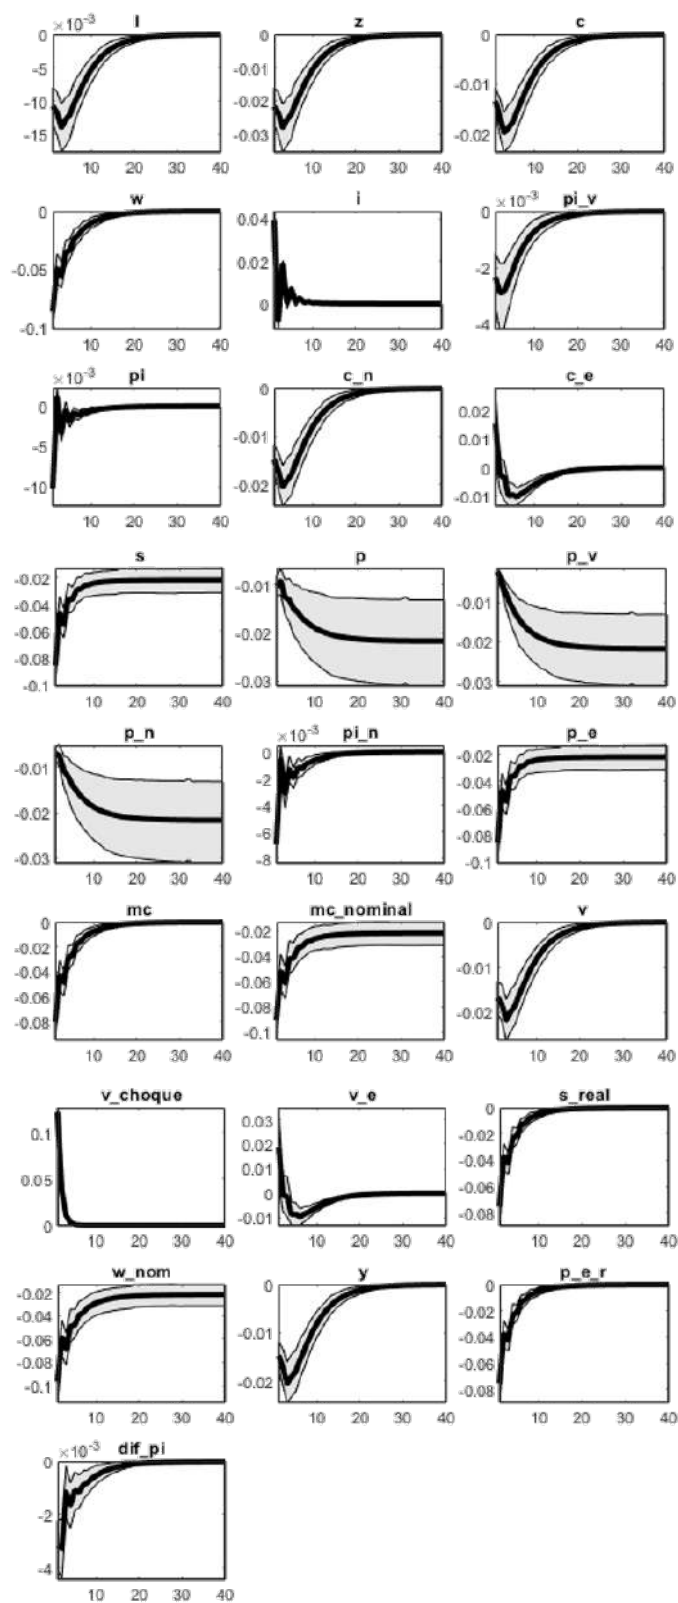 ×10⁻³ l z c
0 0 0
-5 -0.01 -0.01
-10 -0.02 -0.02
-15 -0.03
10 20 30 40 10 20 30 40 10 20 30 40
w i ×10⁻³ pi_v
0 0.04 0
-0.05 0.02 -2
-0.1 0 -4
10 20 30 40 10 20 30 40 10 20 30 40
×10⁻³ pi c_n c_e
0 0 0.02
-5 -0.01 0.01
-10 -0.02 0
-0.01
10 20 30 40 10 20 30 40 10 20 30 40
s p p_v
-0.02 -0.01 -0.01
-0.04 -0.02 -0.02
-0.06 -0.03 -0.03
-0.08
-0.1
10 20 30 40 10 20 30 40 10 20 30 40
p_n ×10⁻³ pi_n p_e
-0.01 0 -0.02
-0.02 -2 -0.04
-0.03 -4 -0.06
-6 -0.08
-8 -0.1
10 20 30 40 10 20 30 40 10 20 30 40
mc mc_nominal v
0 -0.02 0
-0.02 -0.04 -0.01
-0.04 -0.06 -0.02
-0.06 -0.08
-0.08 -0.1
10 20 30 40 10 20 30 40 10 20 30 40
v_choque v_e s_real
0.1 0.03 0
0.05 0.02 -0.02
0 0.01 -0.04
0 -0.06
-0.01 -0.08
10 20 30 40 10 20 30 40 10 20 30 40
w_nom y p_e_r
-0.02 0 0
-0.04 -0.01 -0.02
-0.06 -0.02 -0.04
-0.08 -0.06
-0.1 -0.08
10 20 30 40 10 20 30 40 10 20 30 40
×10⁻³ dif_pi
0
-2
-4
10 20 30 40